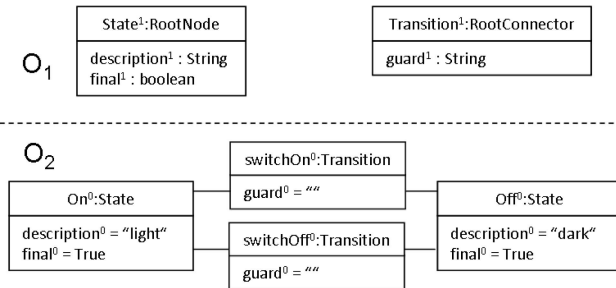 State¹:RootNode
description¹ : String
final¹ : boolean
Transition¹:RootConnector
guard¹ : String
O₁
O₂
On⁰:State
description⁰ = "light"
final⁰ = True
switchOn⁰:Transition
guard⁰ = ""
switchOff⁰:Transition
guard⁰ = ""
Off⁰:State
description⁰ = "dark"
final⁰ = True